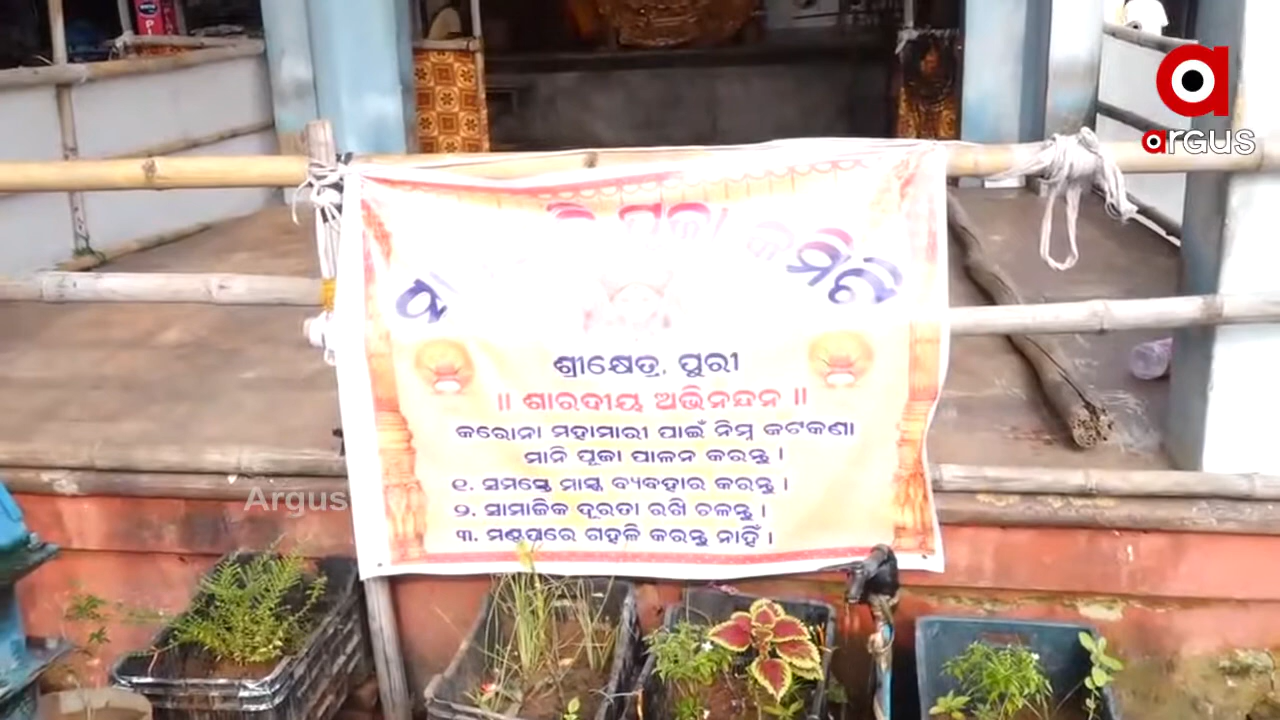 argus
ପୂଜା କମିଟି
ଶ୍ରୀକ୍ଷେତ୍ର, ପୁରୀ
॥ ଶାରଦୀୟ ଅଭିନନ୍ଦନ ॥
କରୋନା ମହାମାରୀ ପାଇଁ ନିମ୍ନ କଟକଣା
ମାନି ପୂଜା ପାଳନ କରନ୍ତୁ ।
୧. ସମସ୍ତେ ମାସ୍କ ବ୍ୟବହାର କରନ୍ତୁ ।
୨. ସାମାଜିକ ଦୂରତା ରଖି ଚଳନ୍ତୁ ।
୩. ମଣ୍ଡପରେ ଗହଳି କରନ୍ତୁ ନାହିଁ ।
Argus